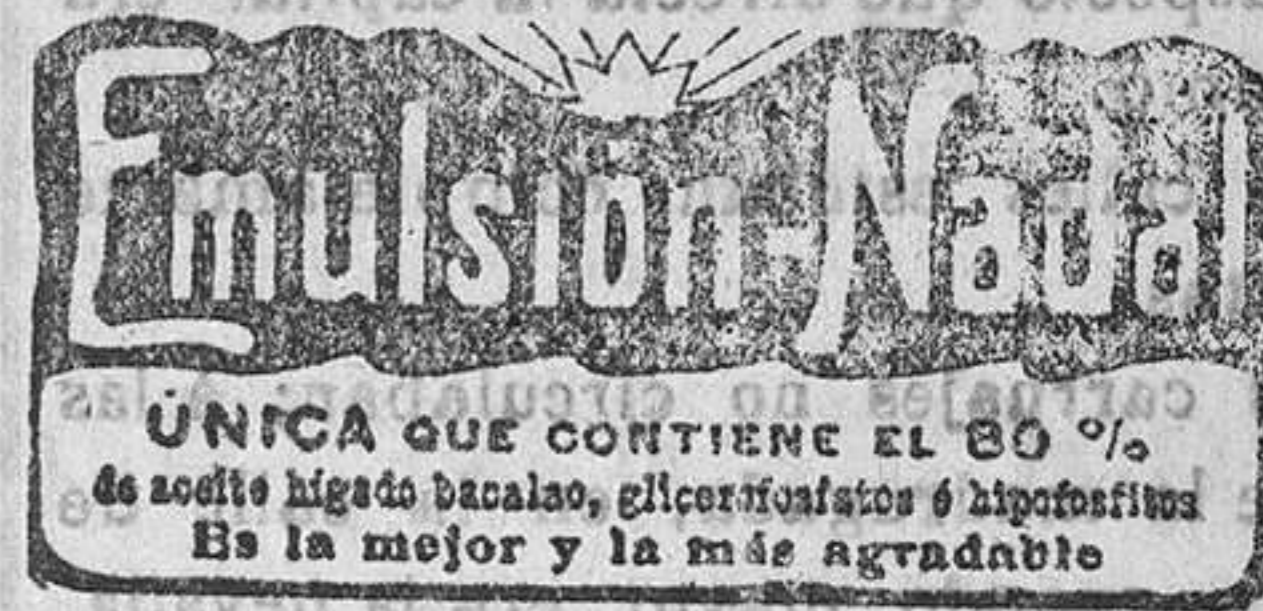 Emulsión-Nadal
ÚNICA QUE CONTIENE EL 80 %
de aceite hígado bacalao, glicerofosfatos é hipofosfitos
Es la mejor y la más agradable